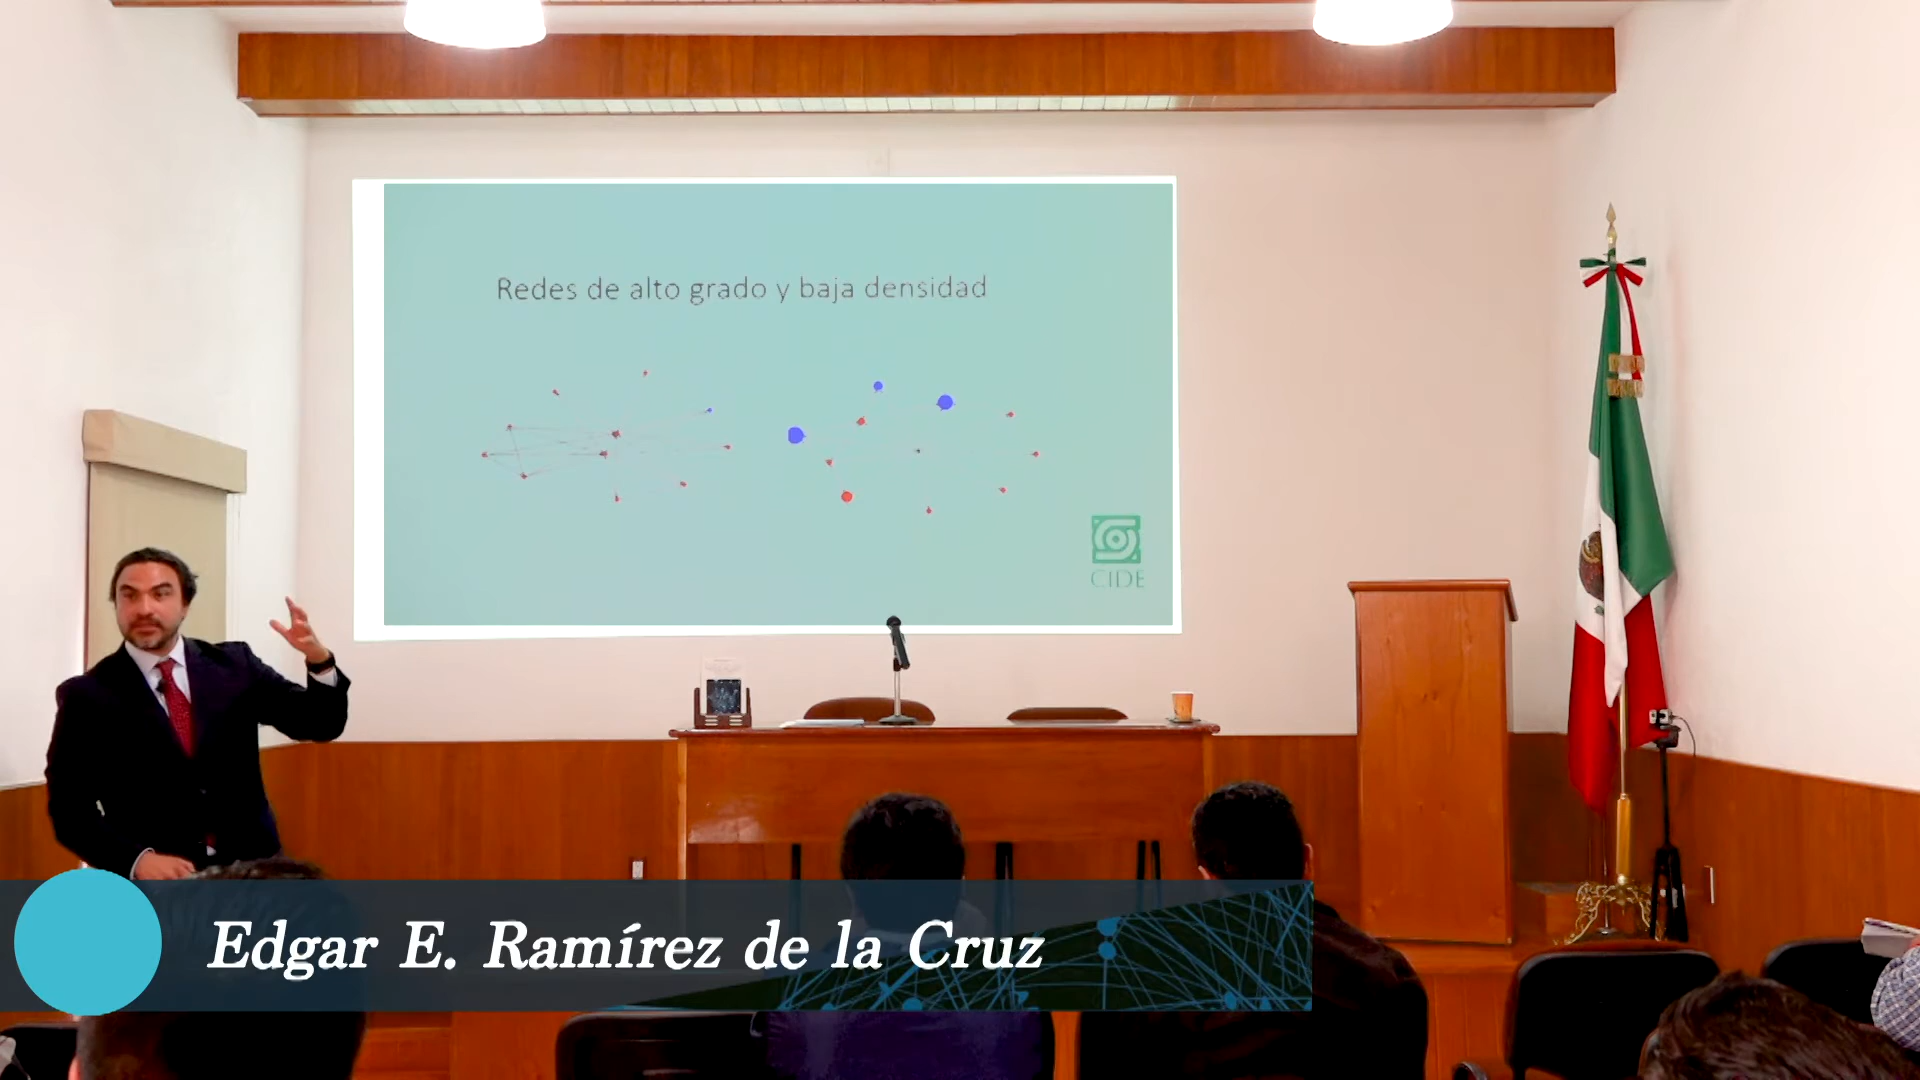 Redes de alto grado y baja densidad
CIDE
Edgar E. Ramírez de la Cruz